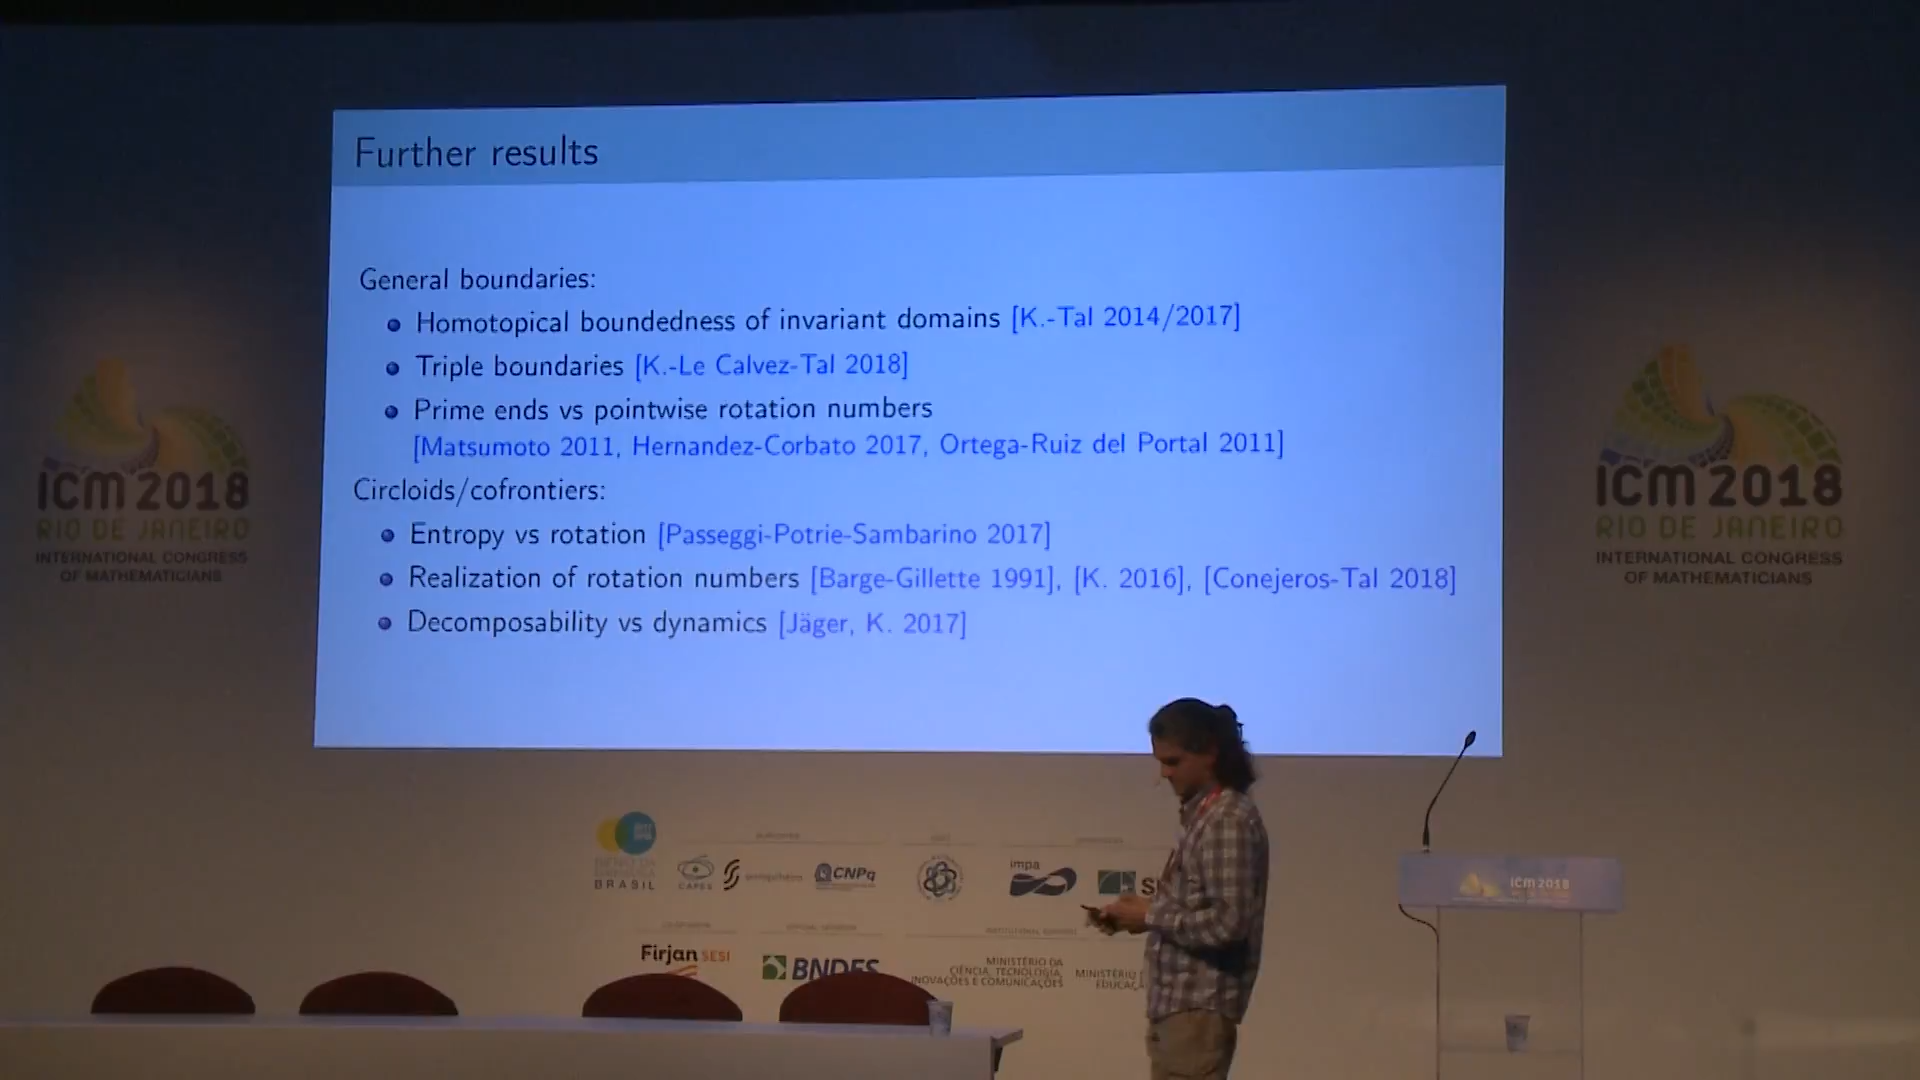 Further results
General boundaries:
Homotopical boundedness of invariant domains [K.-Tal 2014/2017]
Triple boundaries [K.-Le Calvez-Tal 2018]
Prime ends vs pointwise rotation numbers
[Matsumoto 2011, Hernandez-Corbato 2017, Ortega-Ruiz del Portal 2011]
Circloids/cofrontiers:
Entropy vs rotation [Passeggi-Potrie-Sambarino 2017]
Realization of rotation numbers [Barge-Gillette 1991], [K. 2016], [Conejeros-Tal 2018]
Decomposability vs dynamics [Jäger, K. 2017]
ICM 2018
RIO DE JANEIRO
INTERNATIONAL CONGRESS
OF MATHEMATICIANS
ICM 2018
RIO DE JANEIRO
INTERNATIONAL CONGRESS
OF MATHEMATICIANS
BRASIL
CAPES
CNPq
impa
Firjan SESI
BNDES
MINISTÉRIO DA
CIÊNCIA, TECNOLOGIA,
INOVAÇÕES E COMUNICAÇÕES
ICM 2018